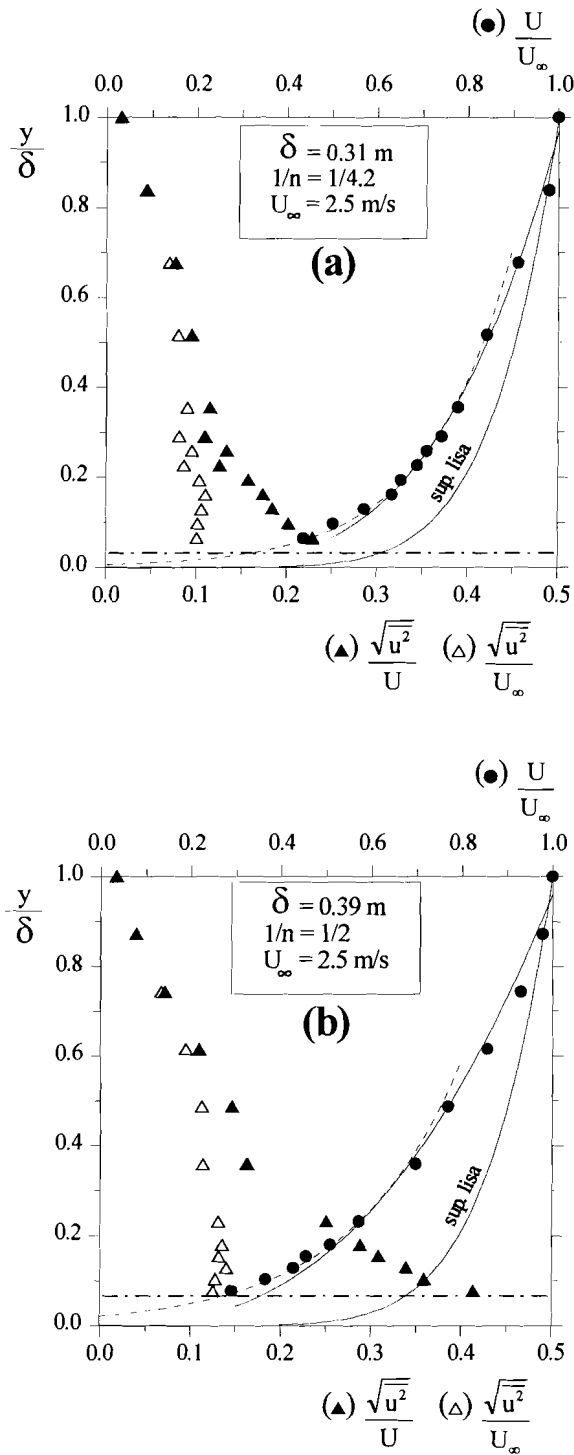 (●) U/U∞
0.0 0.2 0.4 0.6 0.8 1.0
y/δ
1.0
0.8
0.6
0.4
0.2
0.0
δ = 0.31 m
1/n = 1/4.2
U∞ = 2.5 m/s
(a)
sup. lisa
0.0 0.1 0.2 0.3 0.4 0.5
(▲) √u²/U (△) √u²/U∞
(●) U/U∞
0.0 0.2 0.4 0.6 0.8 1.0
y/δ
1.0
0.8
0.6
0.4
0.2
0.0
δ = 0.39 m
1/n = 1/2
U∞ = 2.5 m/s
(b)
sup. lisa
0.0 0.1 0.2 0.3 0.4 0.5
(▲) √u²/U (△) √u²/U∞